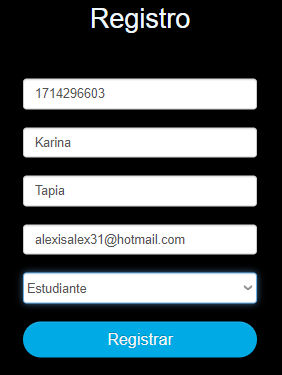 Registro
1714296603
Karina
Tapia
alexisalex31@hotmail.com
Estudiante
Registrar